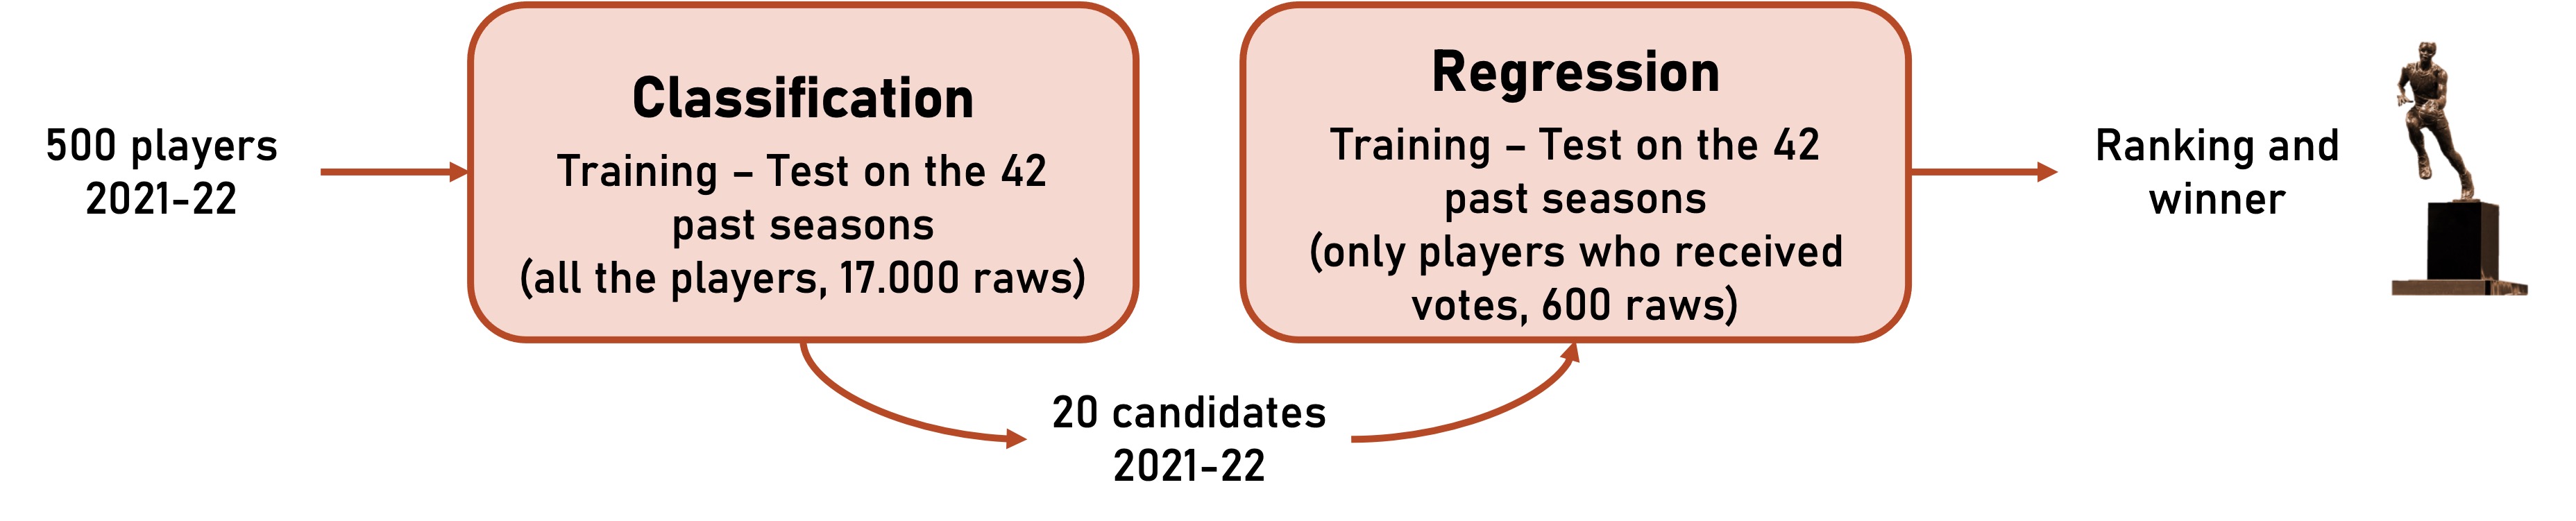 500 players
2021-22
Classification
Training – Test on the 42
past seasons
(all the players, 17.000 raws)
20 candidates
2021-22
Regression
Training – Test on the 42
past seasons
(only players who received
votes, 600 raws)
Ranking and
winner